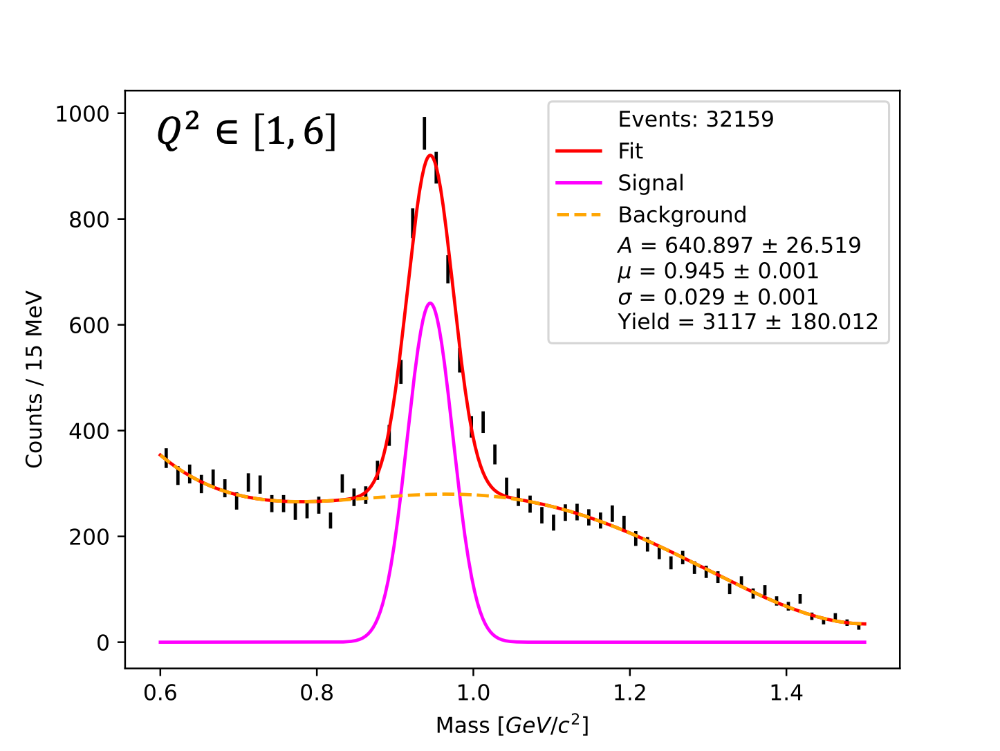 Q² ∈ [1, 6]
Events: 32159
Fit
Signal
Background
A = 640.897 ± 26.519
μ = 0.945 ± 0.001
σ = 0.029 ± 0.001
Yield = 3117 ± 180.012
Counts / 15 MeV
1000
800
600
400
200
0
0.6 0.8 1.0 1.2 1.4
Mass [GeV/c²]